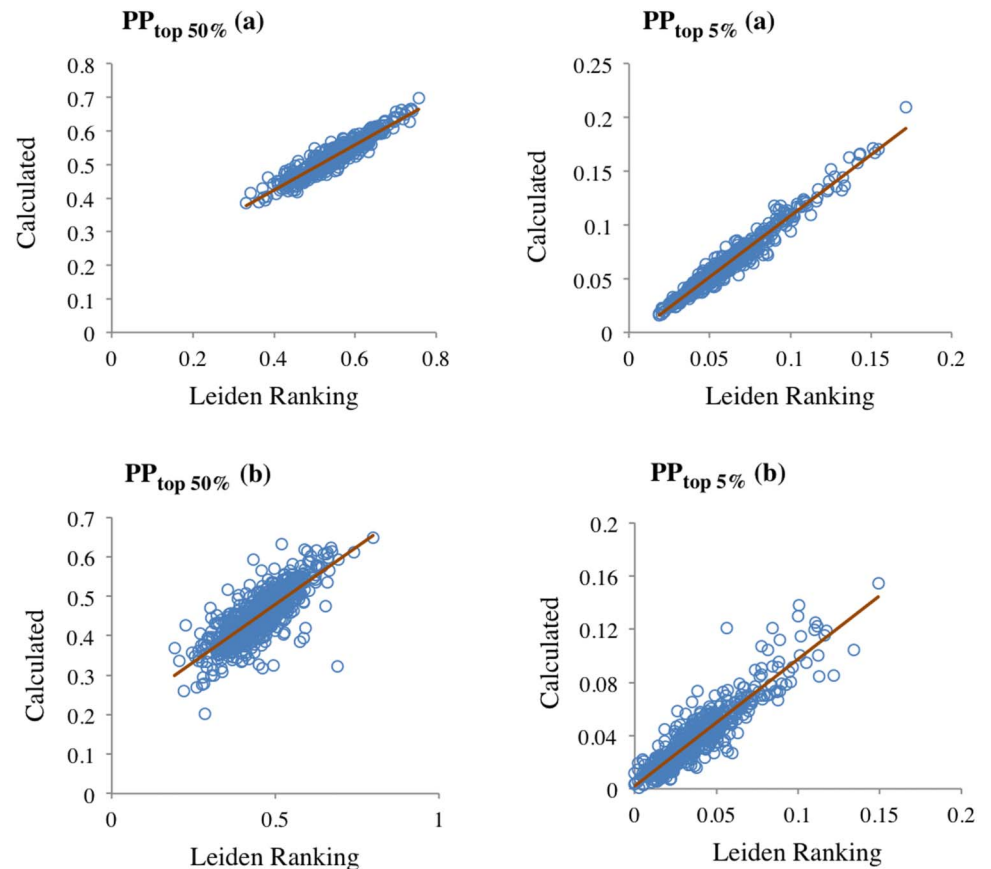 PPtop 50% (a)
0.8
0.7
0.6
0.5
0.4
0.3
0.2
0.1
0
Calculated
0 0.2 0.4 0.6 0.8
Leiden Ranking
PPtop 5% (a)
0.25
0.2
0.15
0.1
0.05
0
Calculated
0 0.05 0.1 0.15 0.2
Leiden Ranking
PPtop 50% (b)
0.7
0.6
0.5
0.4
0.3
0.2
0.1
0
Calculated
0 0.5 1
Leiden Ranking
PPtop 5% (b)
0.2
0.16
0.12
0.08
0.04
0
Calculated
0 0.05 0.1 0.15 0.2
Leiden Ranking